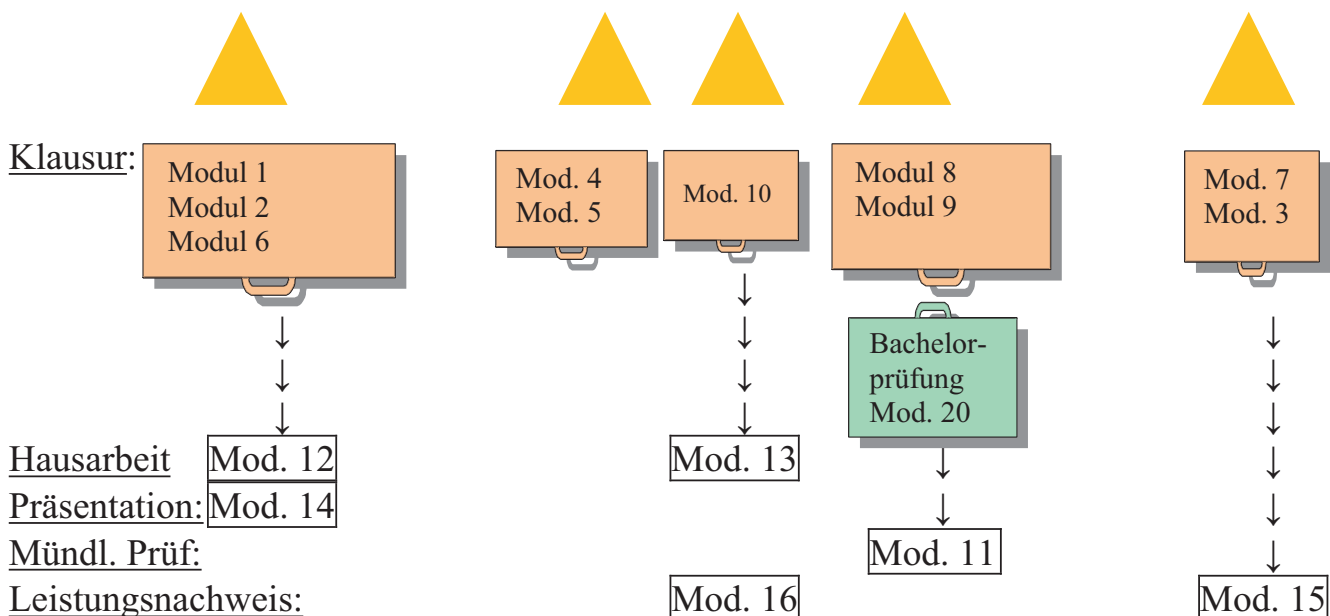 Klausur:
Modul 1
Modul 2
Modul 6
Mod. 4
Mod. 5
Mod. 10
Modul 8
Modul 9
Mod. 7
Mod. 3
↓ ↓ ↓ ↓
↓ ↓ ↓ ↓
↓ ↓ ↓ ↓ ↓ ↓ ↓
Bachelor-
prüfung
Mod. 20
↓ ↓
Hausarbeit Mod. 12 Mod. 13
Präsentation: Mod. 14
Mündl. Prüf: Mod. 11
Leistungsnachweis: Mod. 16 Mod. 15